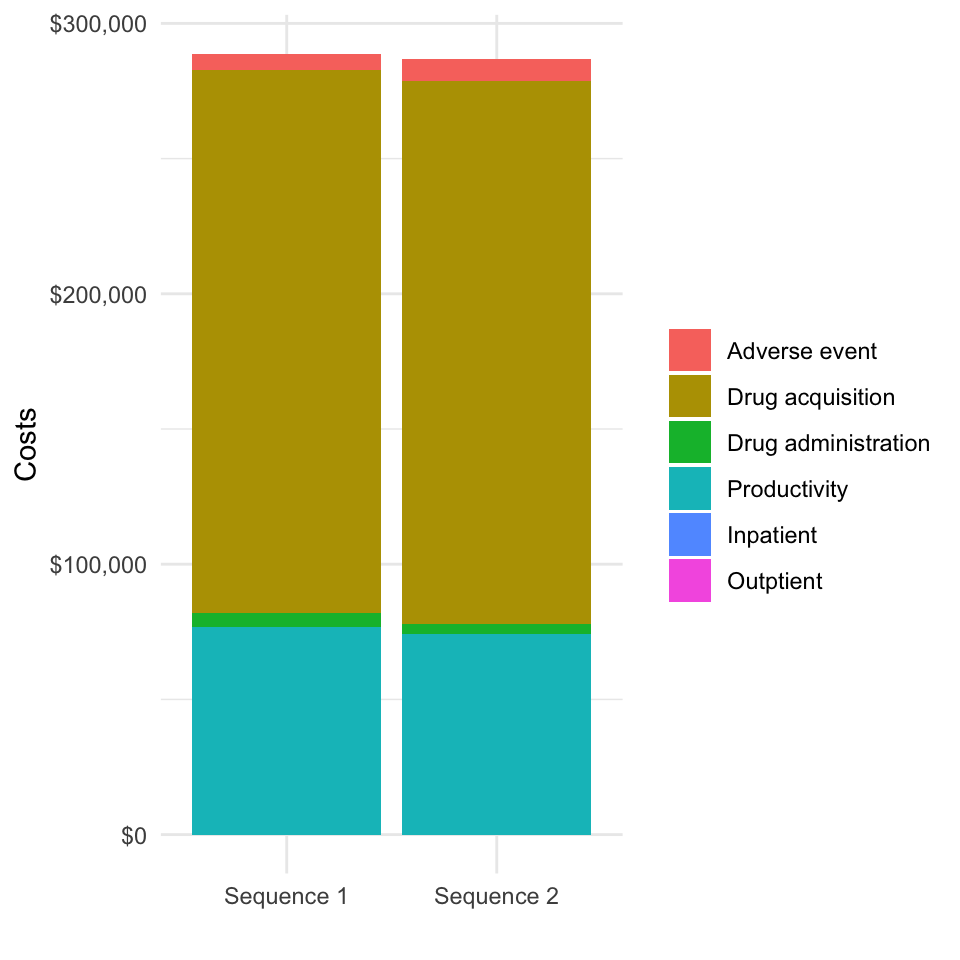 $300,000
$200,000
$100,000
$0
Costs
Sequence 1
Sequence 2
Adverse event
Drug acquisition
Drug administration
Productivity
Inpatient
Outptient